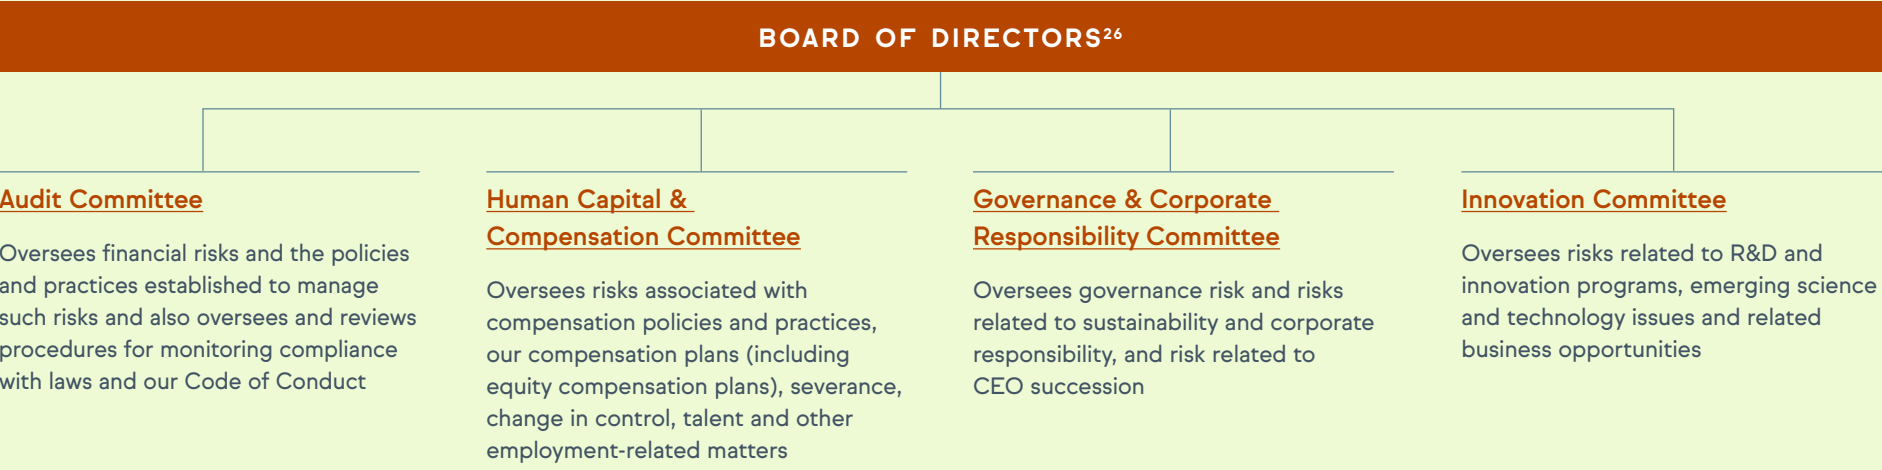 BOARD OF DIRECTORS²⁶
Audit Committee
Oversees financial risks and the policies
and practices established to manage
such risks and also oversees and reviews
procedures for monitoring compliance
with laws and our Code of Conduct
Human Capital &
Compensation Committee
Oversees risks associated with
compensation policies and practices,
our compensation plans (including
equity compensation plans), severance,
change in control, talent and other
employment-related matters
Governance & Corporate
Responsibility Committee
Oversees governance risk and risks
related to sustainability and corporate
responsibility, and risk related to
CEO succession
Innovation Committee
Oversees risks related to R&D and
innovation programs, emerging science
and technology issues and related
business opportunities